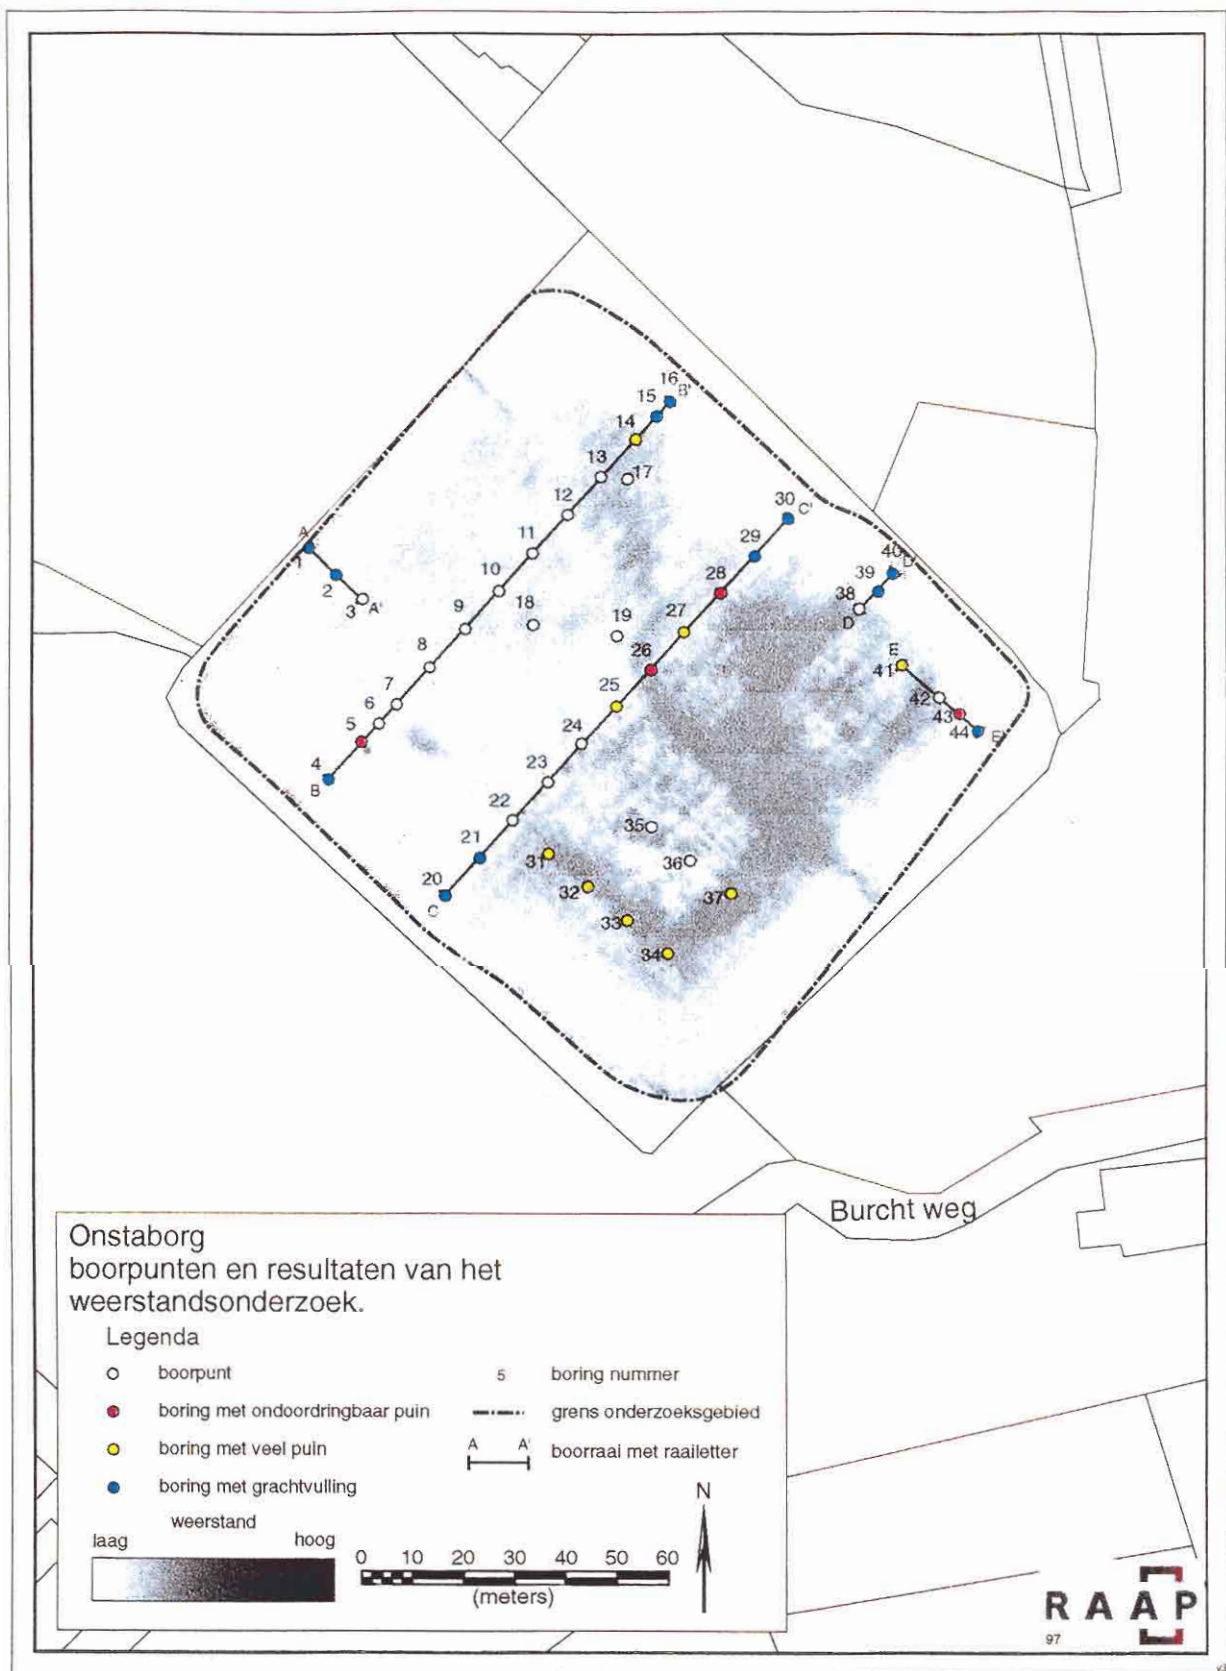 16
B'
15
14
13
17
12
30
C'
11
29
A
1
40
D'
10
28
39
2
3
A'
18
38
9
27
D
19
8
26
E
41
7
25
42
6
43
5
24
44
E'
4
23
B
22
35
21
31
36
20
32
37
C
33
34
Burcht weg
Onstaborg
boorpunten en resultaten van het
weerstandsonderzoek.
Legenda
boorpunt
5 boring nummer
boring met ondoordringbaar puin
grens onderzoeksgebied
boring met veel puin
A A' boorraai met raailetter
boring met grachtvulling
weerstand
laag hoog
N
0 10 20 30 40 50 60
(meters)
RAAP
97